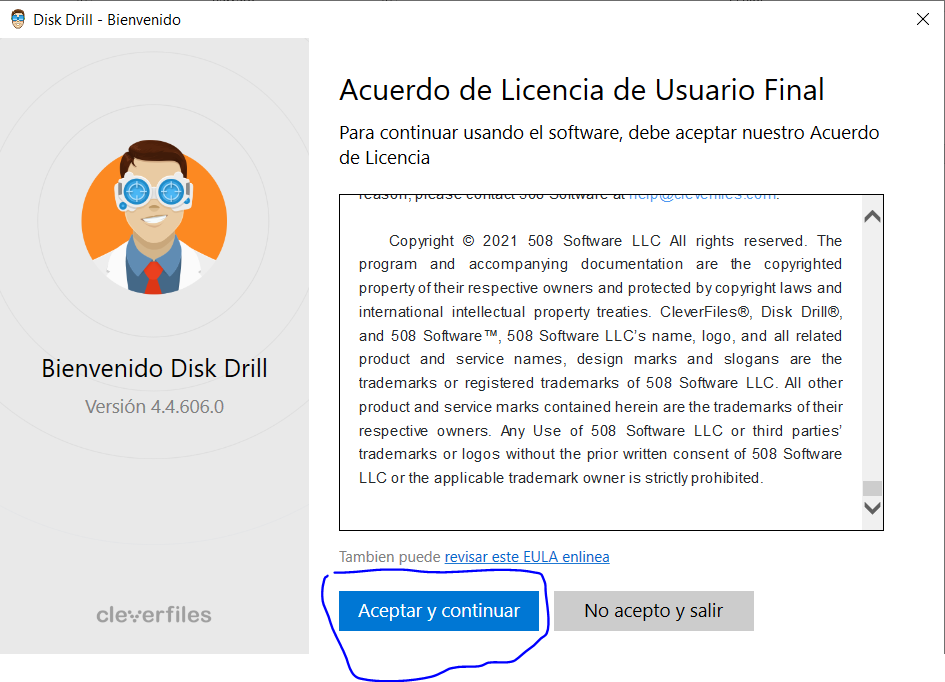 Disk Drill - Bienvenido
Acuerdo de Licencia de Usuario Final
Para continuar usando el software, debe aceptar nuestro Acuerdo
de Licencia
reason, please contact 508 Software at help@cleverfiles.com.
Copyright © 2021 508 Software LLC All rights reserved. The
program and accompanying documentation are the copyrighted
property of their respective owners and protected by copyright laws and
international intellectual property treaties. CleverFiles®, Disk Drill®,
and 508 Software™, 508 Software LLC’s name, logo, and all related
product and service names, design marks and slogans are the
trademarks or registered trademarks of 508 Software LLC. All other
product and service marks contained herein are the trademarks of their
respective owners. Any Use of 508 Software LLC or third parties’
trademarks or logos without the prior written consent of 508 Software
LLC or the applicable trademark owner is strictly prohibited.
Bienvenido Disk Drill
Versión 4.4.606.0
Tambien puede revisar este EULA enlinea
Aceptar y continuar
No acepto y salir
cleverfiles